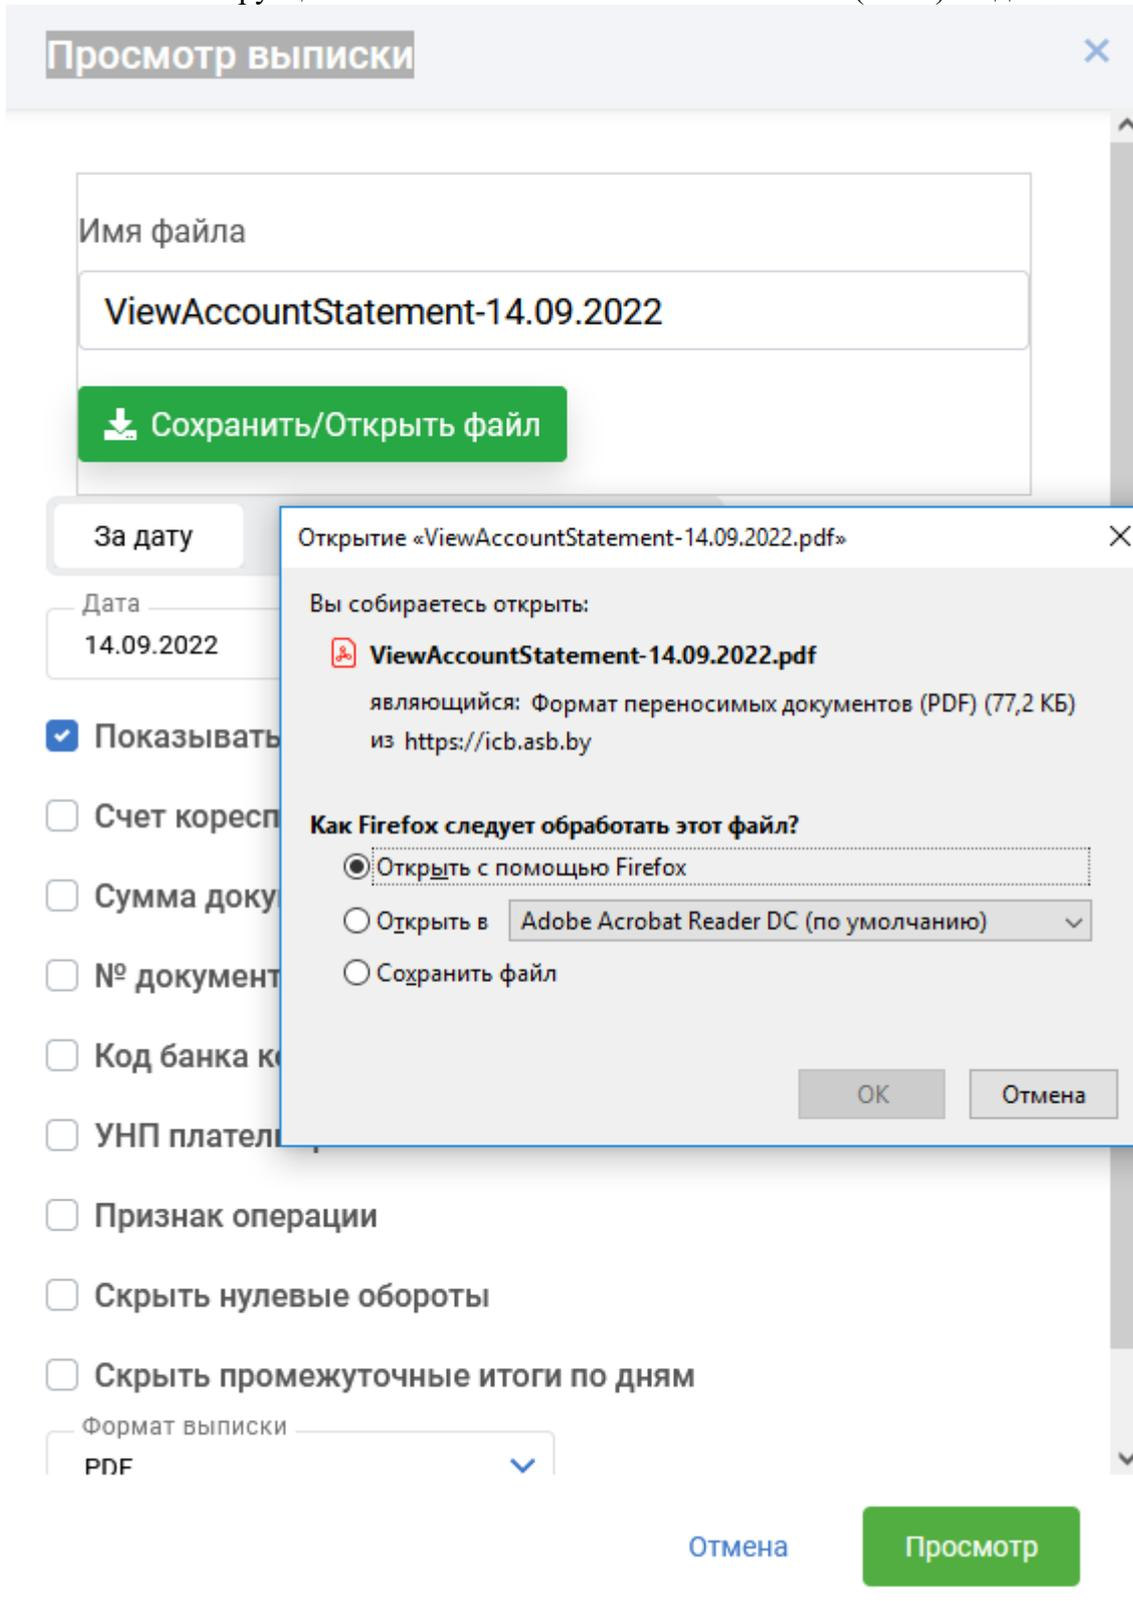 Просмотр выписки
Имя файла
ViewAccountStatement-14.09.2022
Сохранить/Открыть файл
За дату
Дата
14.09.2022
Открытие «ViewAccountStatement-14.09.2022.pdf»
Вы собираетесь открыть:
ViewAccountStatement-14.09.2022.pdf
являющийся: Формат переносимых документов (PDF) (77,2 КБ)
из https://icb.asb.by
Как Firefox следует обработать этот файл?
Открыть с помощью Firefox
Открыть в Adobe Acrobat Reader DC (по умолчанию)
Сохранить файл
OK Отмена
Показывать
Счет
Сумма
№
Код банка
УНП
Признак операции
Скрыть нулевые обороты
Скрыть промежуточные итоги по дням
Формат выписки
PDF
Отмена Просмотр